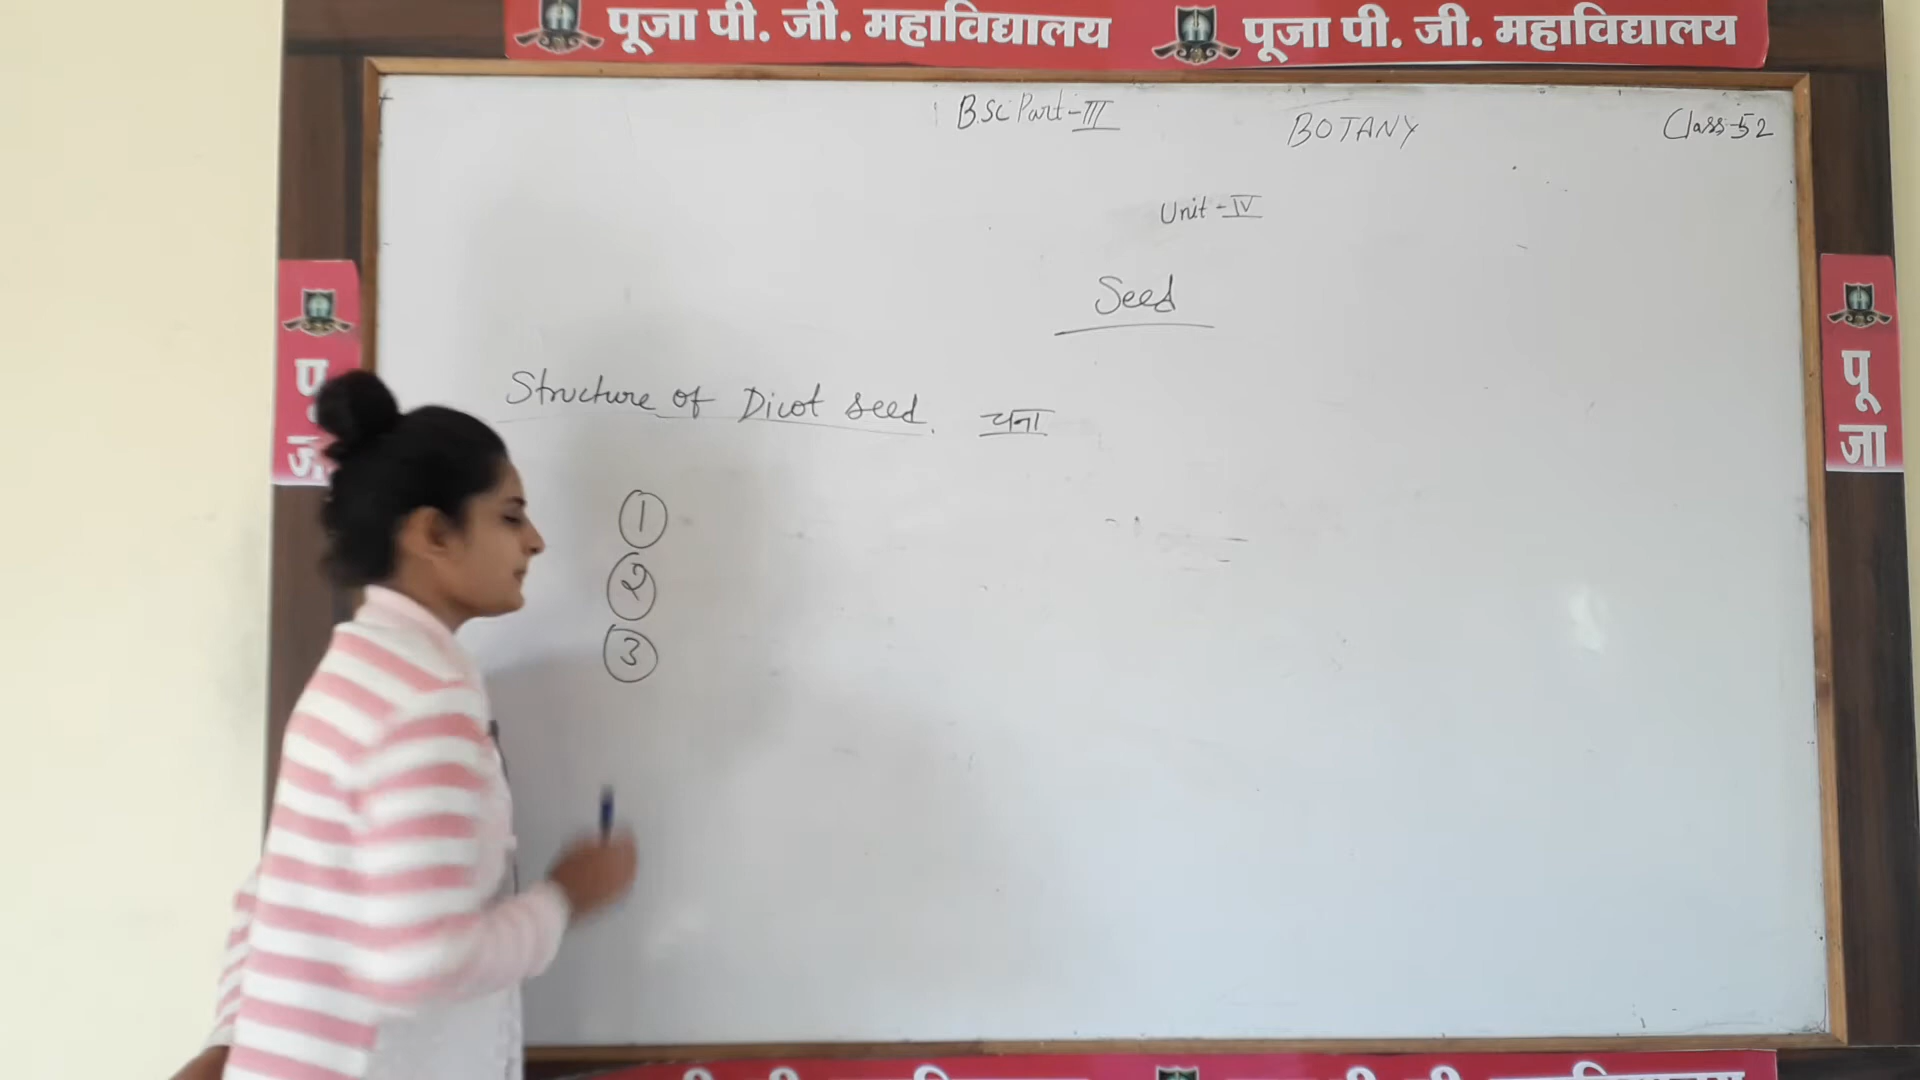 पूजा पी. जी. महाविद्यालय पूजा पी. जी. महाविद्यालय
B.Sc Part-III BOTANY Class-52
Unit-IV
Seed
Structure of Dicot seed. चना
1
2
3
पू
जा